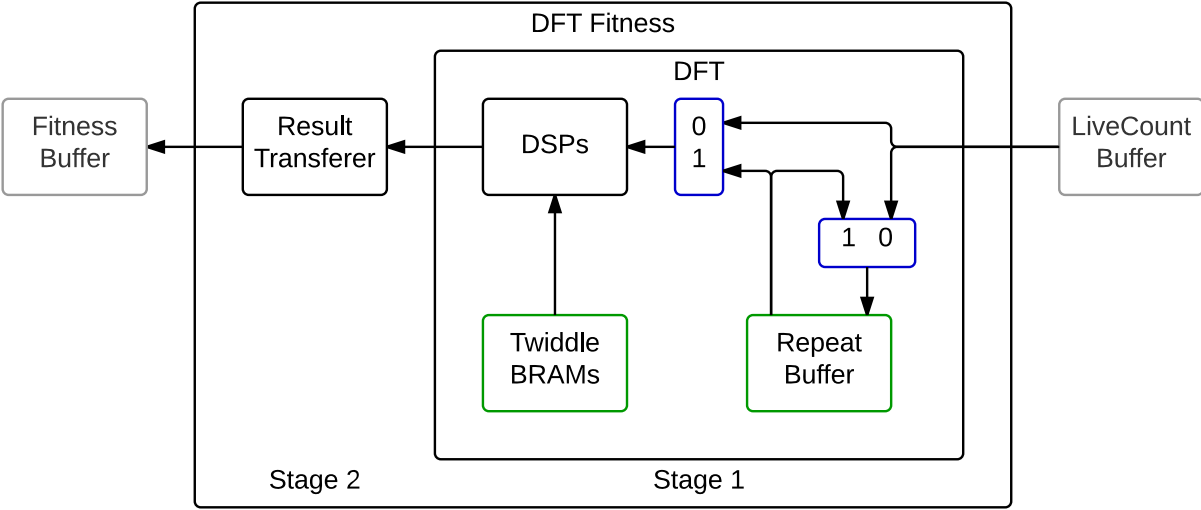 DFT Fitness
DFT
Fitness
Buffer
Result
Transferer
DSPs
0
1
LiveCount
Buffer
1 0
Twiddle
BRAMs
Repeat
Buffer
Stage 2
Stage 1